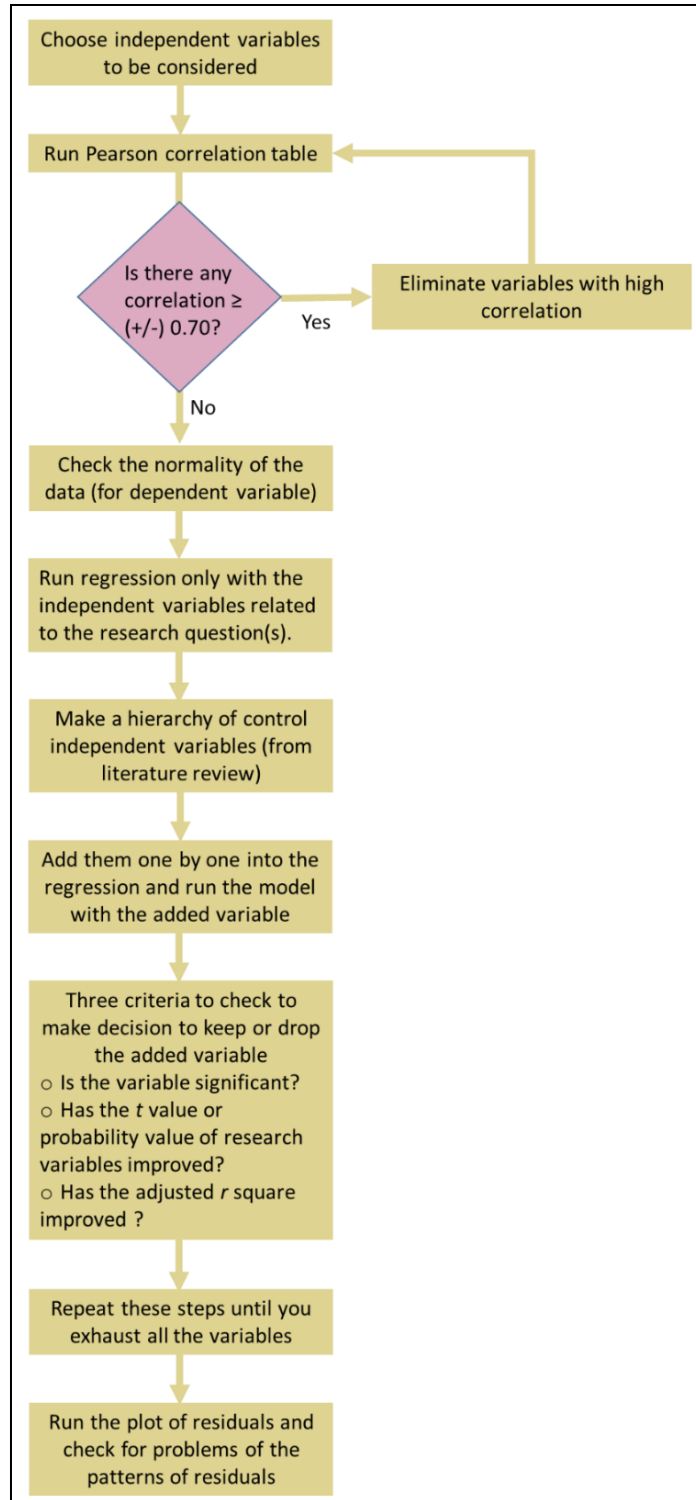 Choose independent variables
to be considered
Run Pearson correlation table
Is there any
correlation ≥
(+/-) 0.70?
Yes
Eliminate variables with high
correlation
No
Check the normality of the
data (for dependent variable)
Run regression only with the
independent variables related
to the research question(s).
Make a hierarchy of control
independent variables (from
literature review)
Add them one by one into the
regression and run the model
with the added variable
Three criteria to check to
make decision to keep or drop
the added variable
○ Is the variable significant?
○ Has the t value or
probability value of research
variables improved?
○ Has the adjusted r square
improved ?
Repeat these steps until you
exhaust all the variables
Run the plot of residuals and
check for problems of the
patterns of residuals